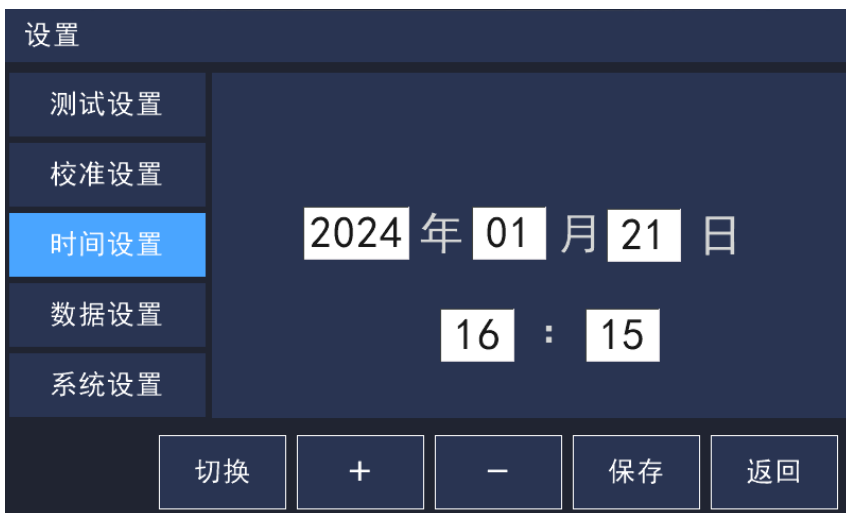 设置
测试设置
校准设置
时间设置
数据设置
系统设置
2024 年 01 月 21 日
16 : 15
切换 + − 保存 返回